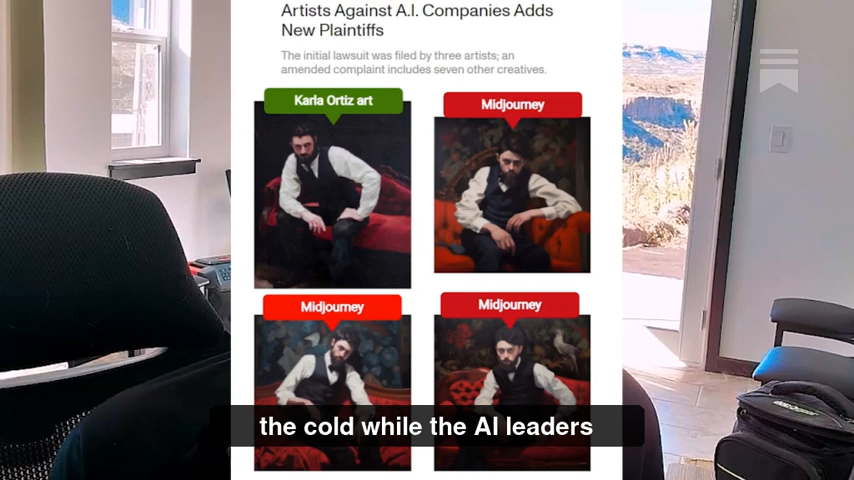 Artists Against A.I. Companies Adds
New Plaintiffs
The initial lawsuit was filed by three artists; an
amended complaint includes seven other creatives.
Karla Ortiz art
Midjourney
Midjourney
Midjourney
the cold while the AI leaders